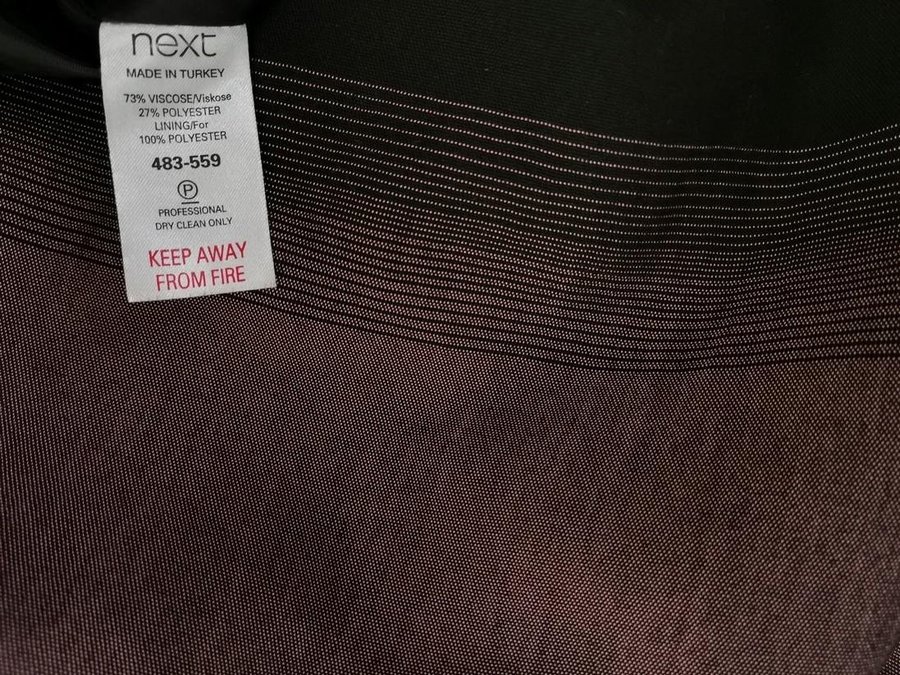 next
MADE IN TURKEY
73% VISCOSE/Viskose
27% POLYESTER
LINING/For
100% POLYESTER
483-559
P
PROFESSIONAL
DRY CLEAN ONLY
KEEP AWAY
FROM FIRE